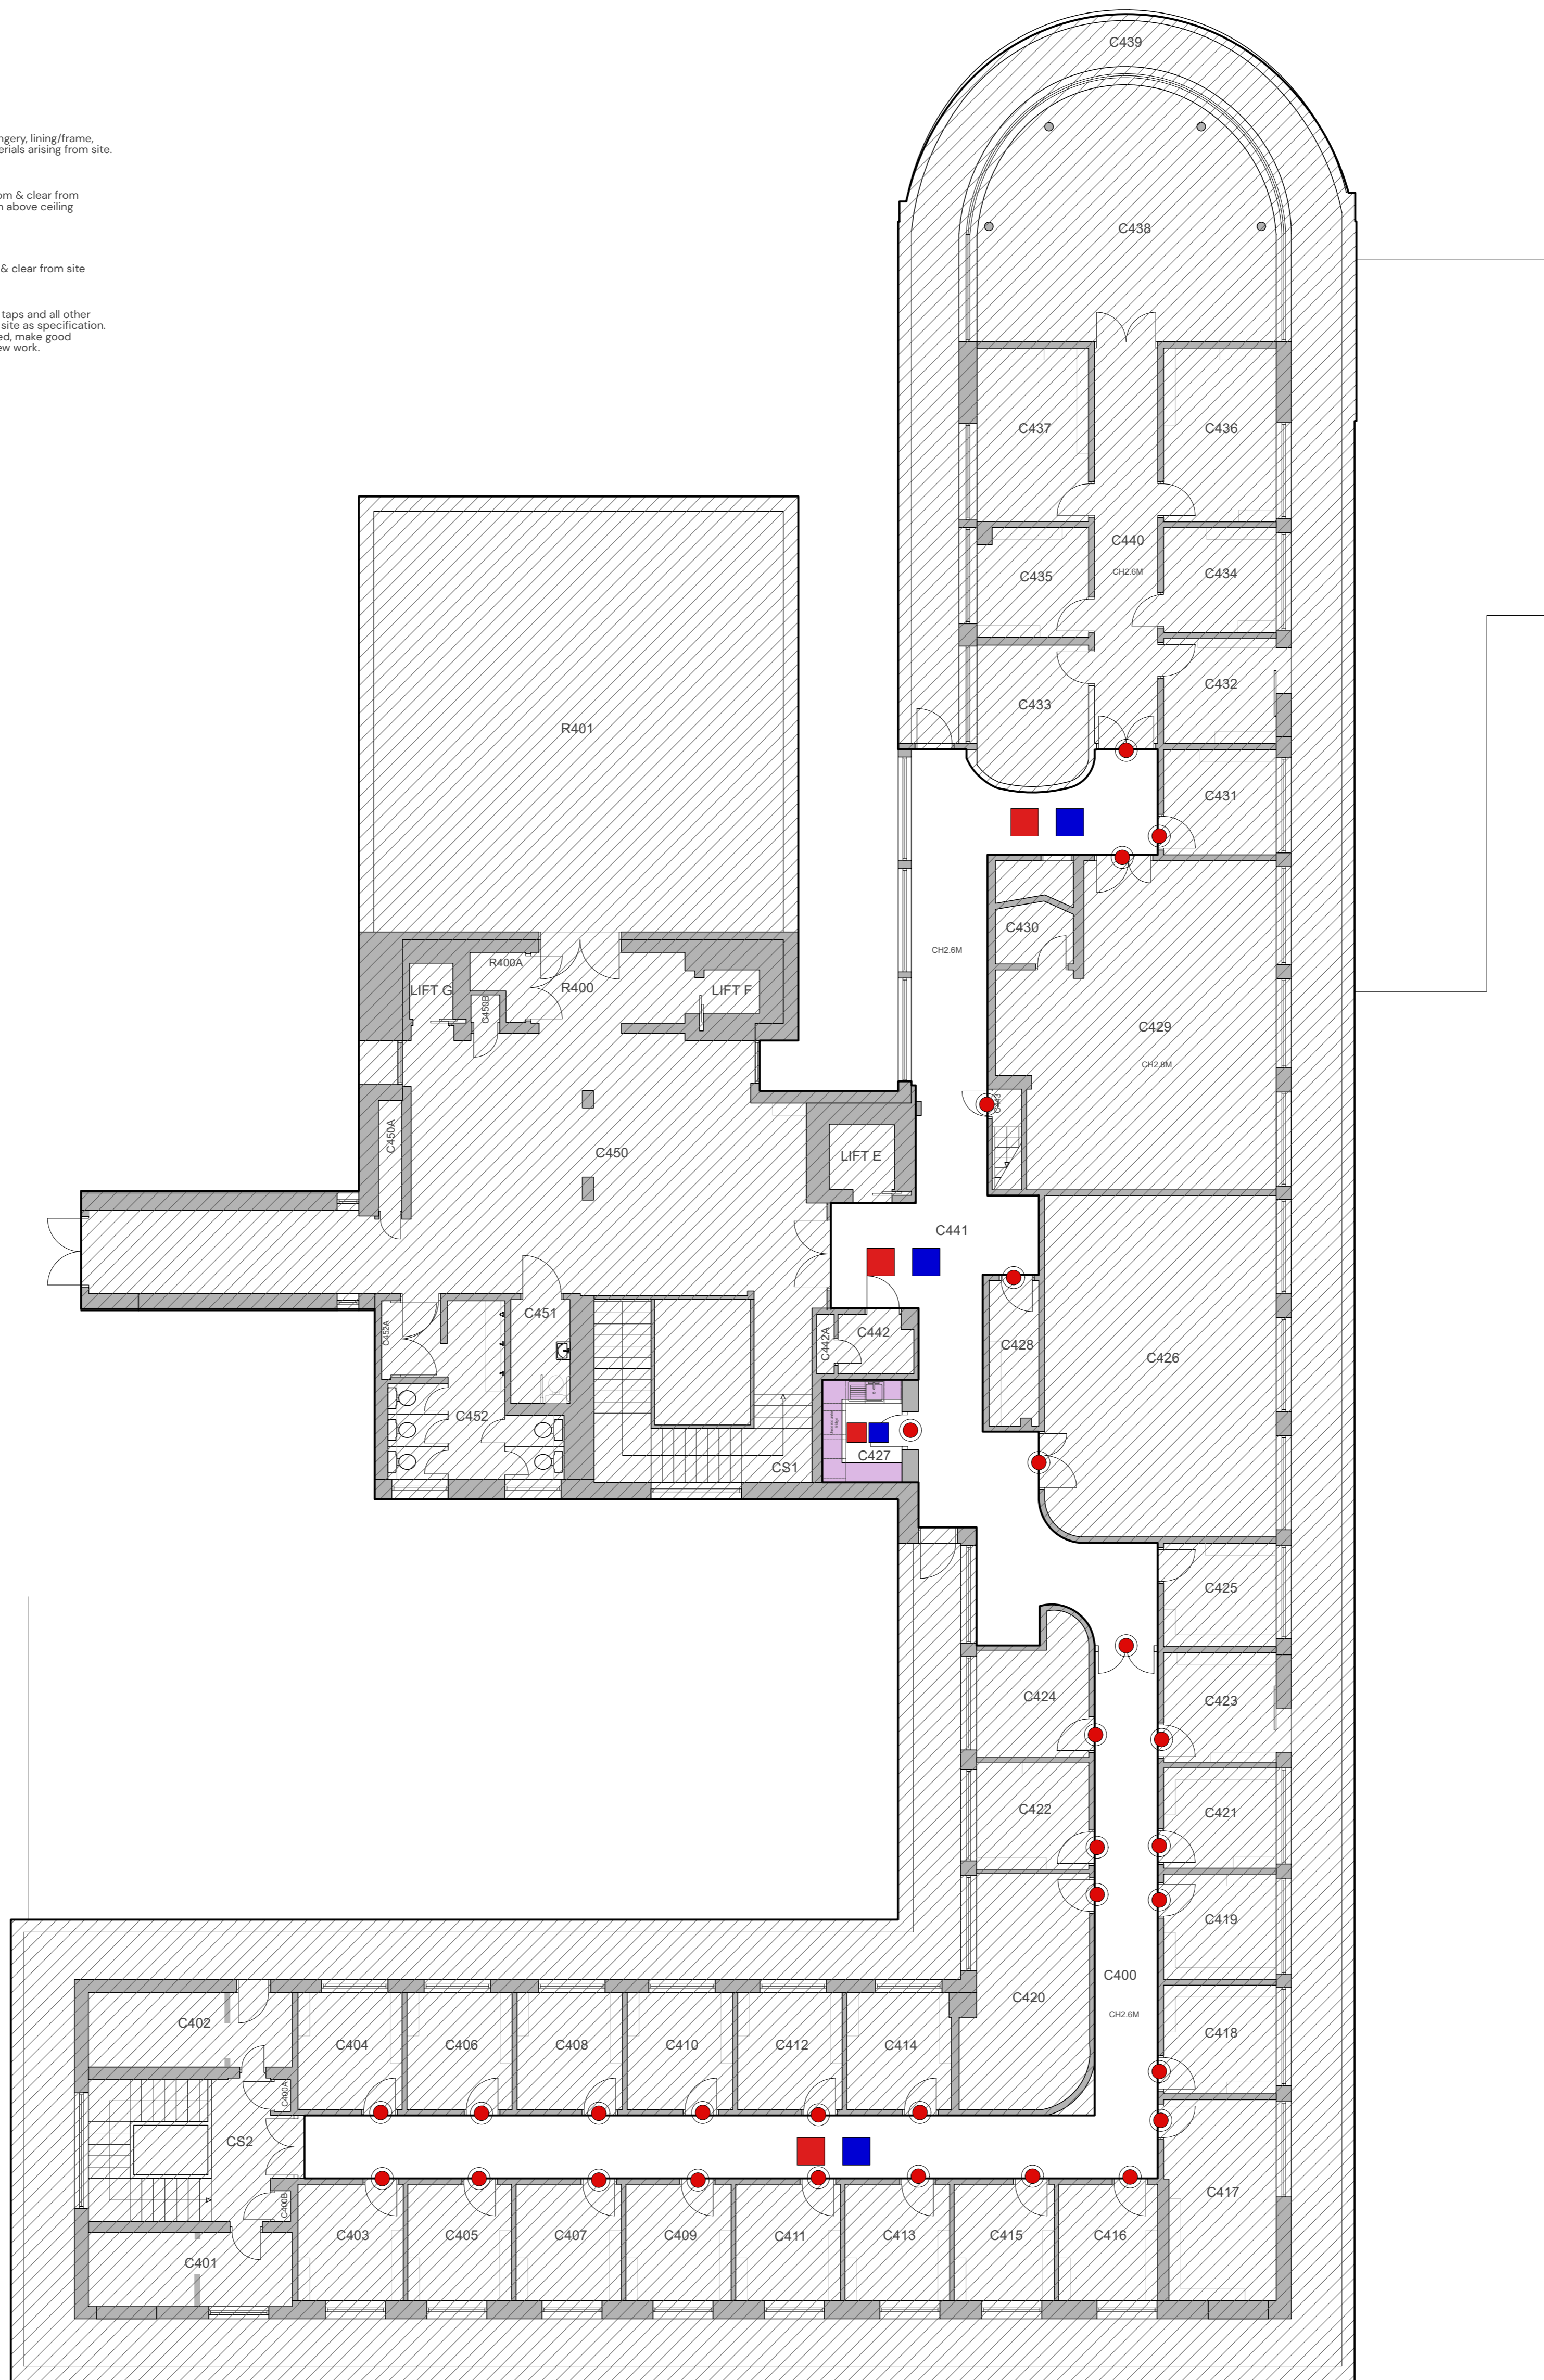 C439
ngery, lining/frame,
erials arising from site.
om & clear from
n above ceiling
C438
& clear from site
taps and all other
site as specification.
ed, make good
ew work.
C437
C436
C440
CH2.6M
C435
C434
C432
C433
R401
C431
C430
CH2.6M
R400A
LIFT G
R400
LIFT F
C450B
C429
CH2.8M
C443
C450A
C450
LIFT E
C441
C451
C452A
C442A
C442
C428
C426
C452
C427
CS1
C425
C424
C423
C422
C421
C419
C400
C420
CH2.6M
C402
C404
C406
C408
C410
C412
C414
C418
C400A
CS2
C417
C400B
C403
C405
C407
C409
C411
C413
C415
C416
C401